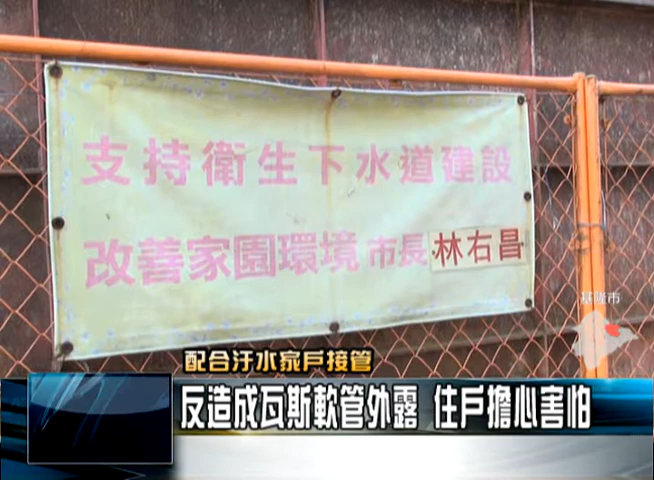 支持衛生下水道建設
改善家園環境 市長 林右昌
基隆市
配合汙水家戶接管
反造成瓦斯軟管外露 住戶擔心害怕